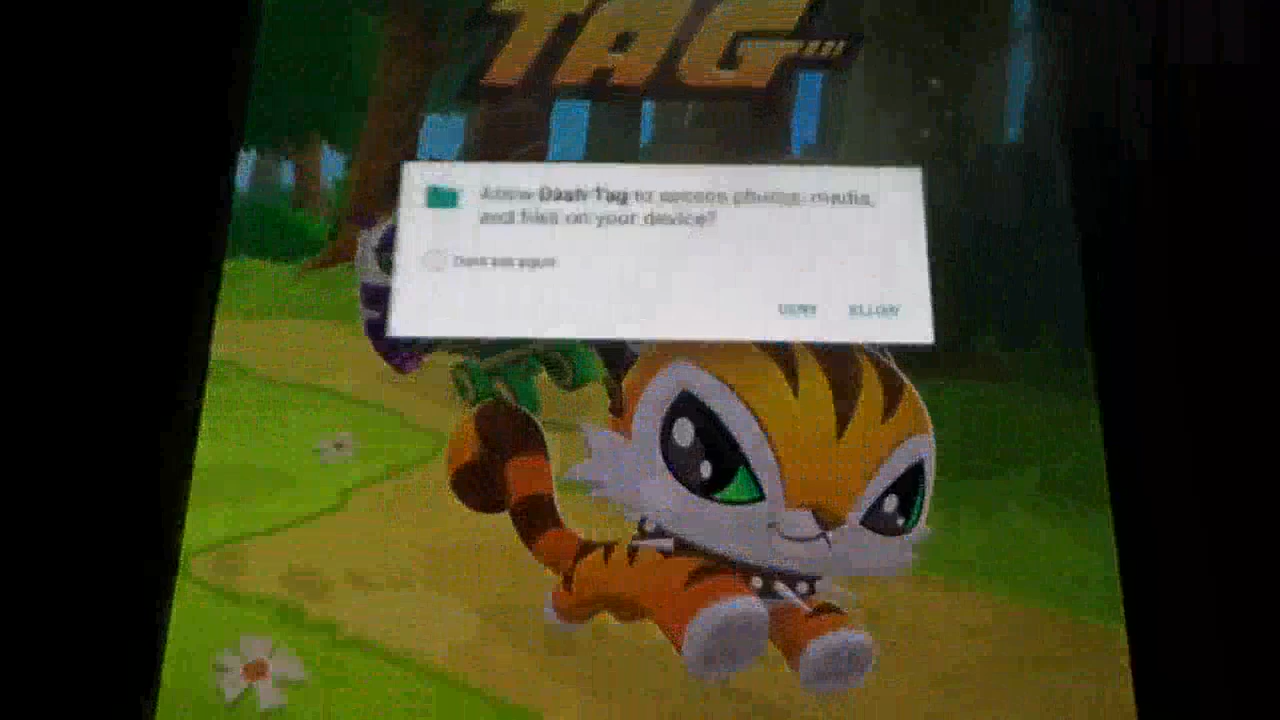 TAG
Allow Dash Tag to access photos, media,
and files on your device?
Don't ask again
DENY ALLOW